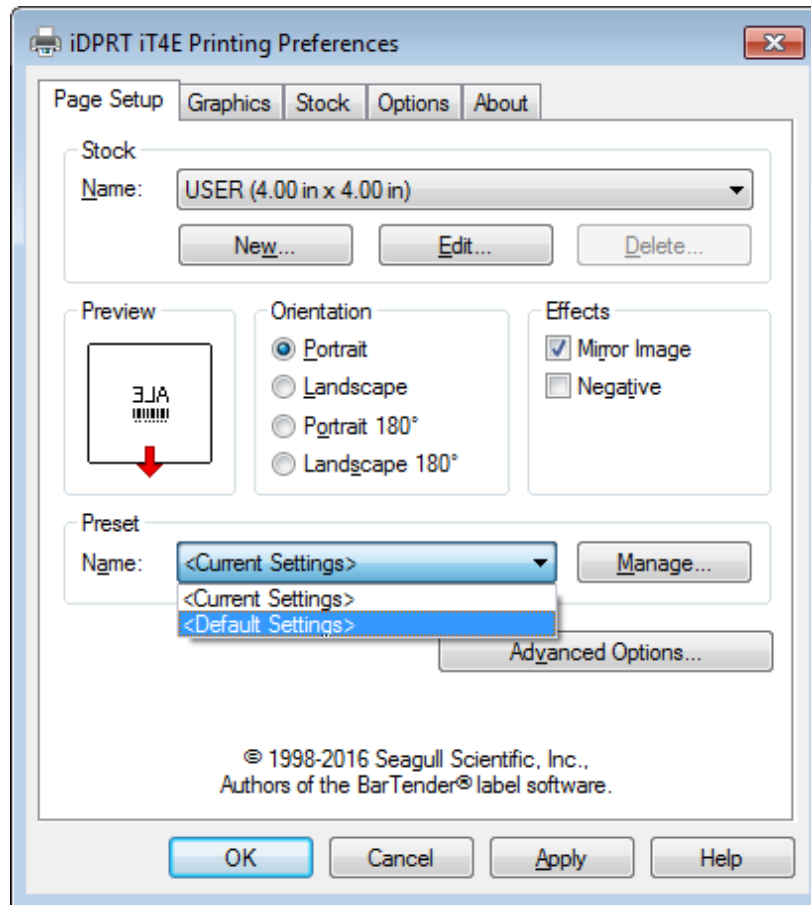 iDPRT iT4E Printing Preferences
Page Setup Graphics Stock Options About
Stock
Name: USER (4.00 in x 4.00 in)
New... Edit... Delete...
Preview
ALE
Orientation
Portrait
Landscape
Portrait 180°
Landscape 180°
Effects
Mirror Image
Negative
Preset
Name: <Current Settings> Manage...
<Current Settings>
<Default Settings>
Advanced Options...
© 1998-2016 Seagull Scientific, Inc.,
Authors of the BarTender® label software.
OK Cancel Apply Help